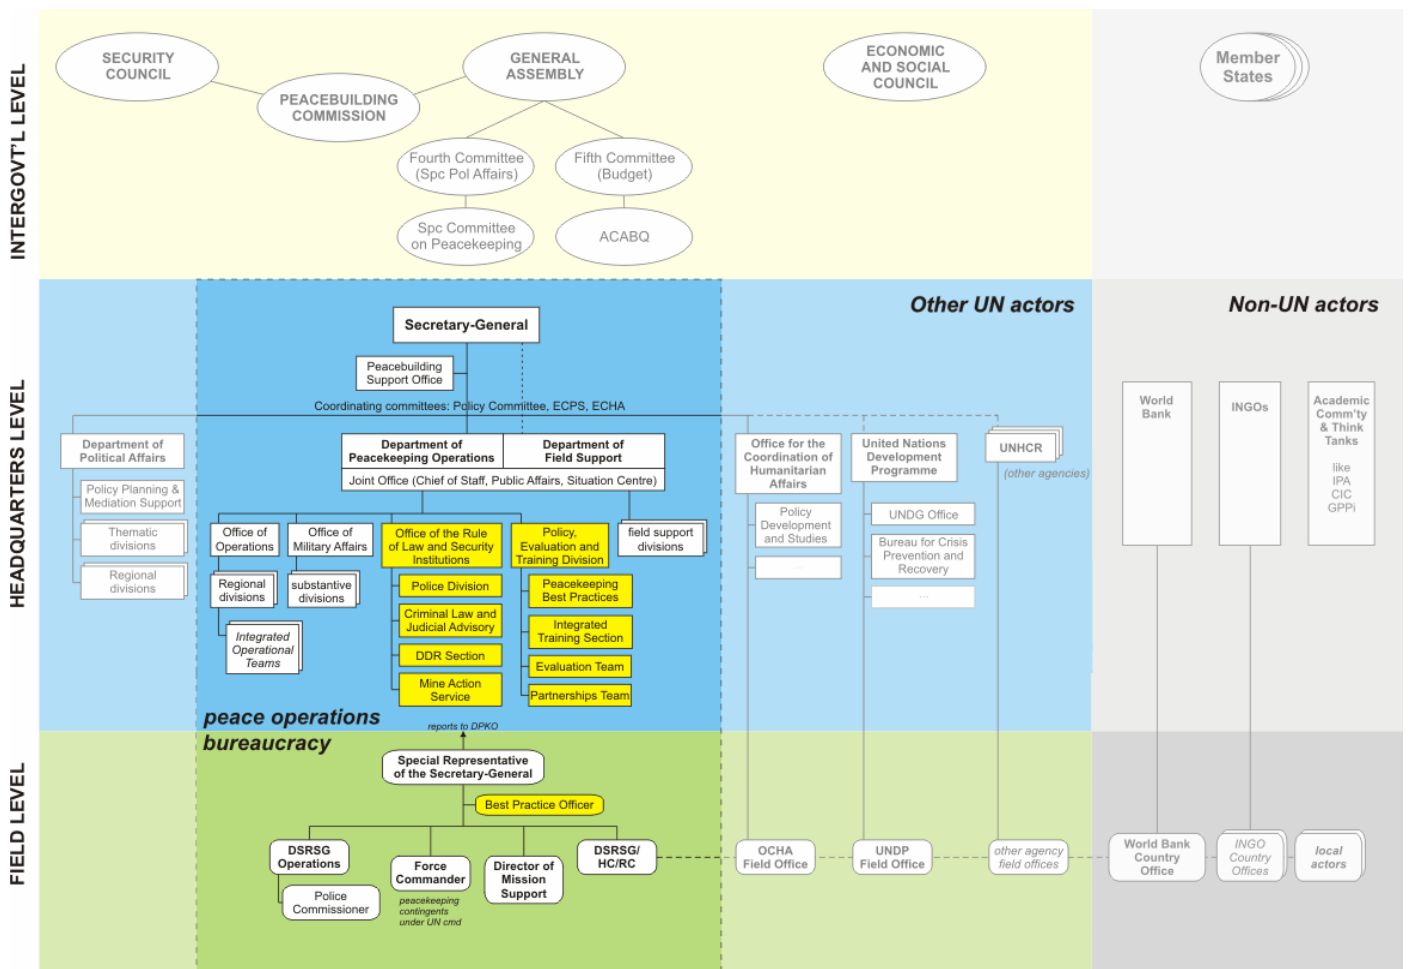 INTERGOVT'L LEVEL
SECURITY
COUNCIL
PEACEBUILDING
COMMISSION
GENERAL
ASSEMBLY
ECONOMIC
AND SOCIAL
COUNCIL
Member
States
Fourth Committee
(Spc Pol Affairs)
Fifth Committee
(Budget)
Spc Committee
on Peacekeeping
ACABQ
HEADQUARTERS LEVEL
Other UN actors
Non-UN actors
Secretary-General
Peacebuilding
Support Office
Coordinating committees: Policy Committee, ECPS, ECHA
Department of
Political Affairs
Policy Planning &
Mediation Support
Thematic
divisions
Regional
divisions
Department of
Peacekeeping Operations
Department of
Field Support
Joint Office (Chief of Staff, Public Affairs, Situation Centre)
Office of
Operations
Regional
divisions
Integrated
Operational
Teams
Office of
Military Affairs
substantive
divisions
Office of the Rule
of Law and Security
Institutions
Police Division
Criminal Law and
Judicial Advisory
DDR Section
Mine Action
Service
Policy,
Evaluation and
Training Division
Peacekeeping
Best Practices
Integrated
Training Section
Evaluation Team
Partnerships Team
field support
divisions
Office for the
Coordination of
Humanitarian
Affairs
Policy
Development
and Studies
...
United Nations
Development
Programme
UNDG Office
Bureau for Crisis
Prevention and
Recovery
...
UNHCR
(other agencies)
World
Bank
INGOs
Academic
Comm'ty
& Think
Tanks
like
IPA
CIC
GPPi
peace operations
bureaucracy
FIELD LEVEL
reports to DPKO
Special Representative
of the Secretary-General
Best Practice Officer
DSRSG
Operations
Police
Commissioner
Force
Commander
peacekeeping
contingents
under UN cmd
Director of
Mission
Support
DSRSG/
HC/RC
OCHA
Field Office
UNDP
Field Office
other agency
field offices
World Bank
Country
Office
INGO
Country
Offices
local
actors